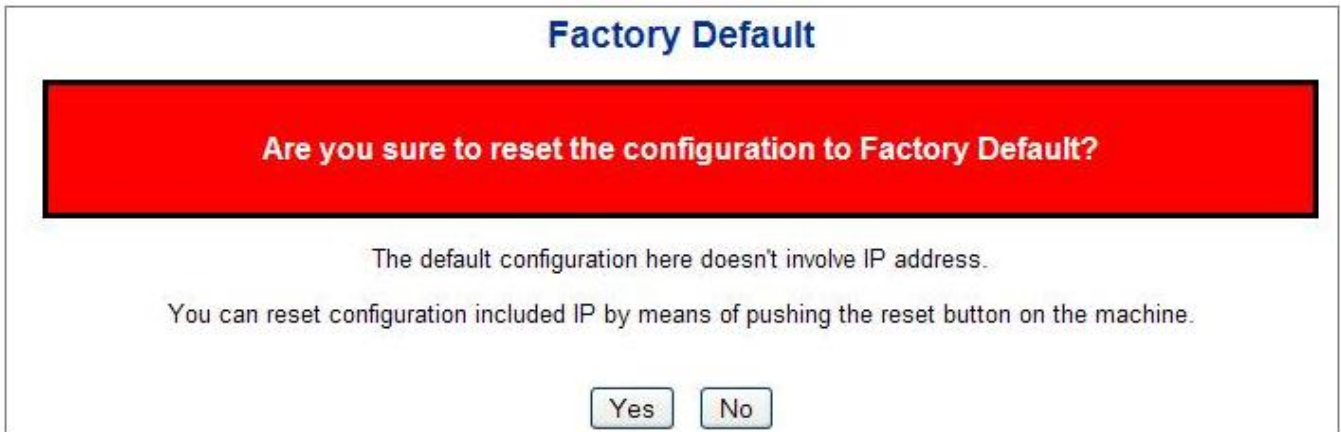 Factory Default
Are you sure to reset the configuration to Factory Default?
The default configuration here doesn't involve IP address.
You can reset configuration included IP by means of pushing the reset button on the machine.
Yes No